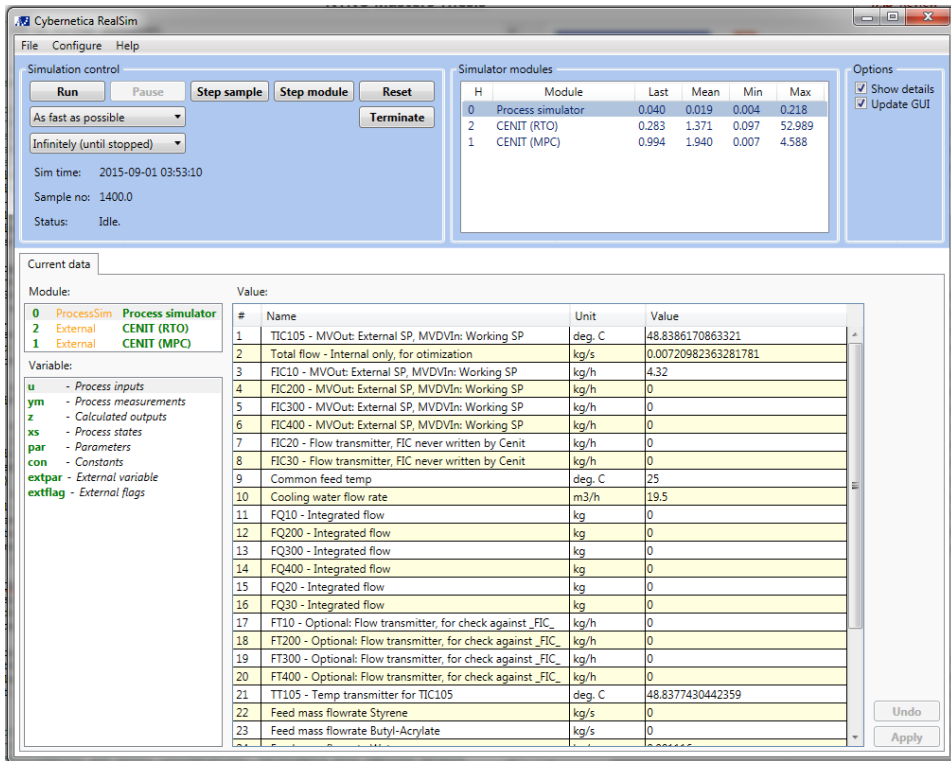 Cybernetica RealSim
File Configure Help
Simulation control
Run Pause Step sample Step module Reset
As fast as possible Terminate
Infinitely (until stopped)
Sim time: 2015-09-01 03:53:10
Sample no: 1400.0
Status: Idle.
Simulator modules
H Module Last Mean Min Max
0 Process simulator 0.040 0.019 0.004 0.218
2 CENIT (RTO) 0.283 1.371 0.097 52.989
1 CENIT (MPC) 0.994 1.940 0.007 4.588
Options
Show details
Update GUI
Current data
Module:
0 ProcessSim Process simulator
2 External CENIT (RTO)
1 External CENIT (MPC)
Variable:
u - Process inputs
ym - Process measurements
z - Calculated outputs
xs - Process states
par - Parameters
con - Constants
extpar - External variable
extflag - External flags
Value:
# Name Unit Value
1 TIC105 - MVOut: External SP, MVDVIn: Working SP deg. C 48.8386170863321
2 Total flow - Internal only, for otimization kg/s 0.00720982363281781
3 FIC10 - MVOut: External SP, MVDVIn: Working SP kg/h 4.32
4 FIC200 - MVOut: External SP, MVDVIn: Working SP kg/h 0
5 FIC300 - MVOut: External SP, MVDVIn: Working SP kg/h 0
6 FIC400 - MVOut: External SP, MVDVIn: Working SP kg/h 0
7 FIC20 - Flow transmitter, FIC never written by Cenit kg/h 0
8 FIC30 - Flow transmitter, FIC never written by Cenit kg/h 0
9 Common feed temp deg. C 25
10 Cooling water flow rate m3/h 19.5
11 FQ10 - Integrated flow kg 0
12 FQ200 - Integrated flow kg 0
13 FQ300 - Integrated flow kg 0
14 FQ400 - Integrated flow kg 0
15 FQ20 - Integrated flow kg 0
16 FQ30 - Integrated flow kg 0
17 FT10 - Optional: Flow transmitter, for check against _FIC_ kg/h 0
18 FT200 - Optional: Flow transmitter, for check against _FIC_ kg/h 0
19 FT300 - Optional: Flow transmitter, for check against _FIC_ kg/h 0
20 FT400 - Optional: Flow transmitter, for check against _FIC_ kg/h 0
21 TT105 - Temp transmitter for TIC105 deg. C 48.8377430442359
22 Feed mass flowrate Styrene kg/s 0
23 Feed mass flowrate Butyl-Acrylate kg/s 0
Undo
Apply